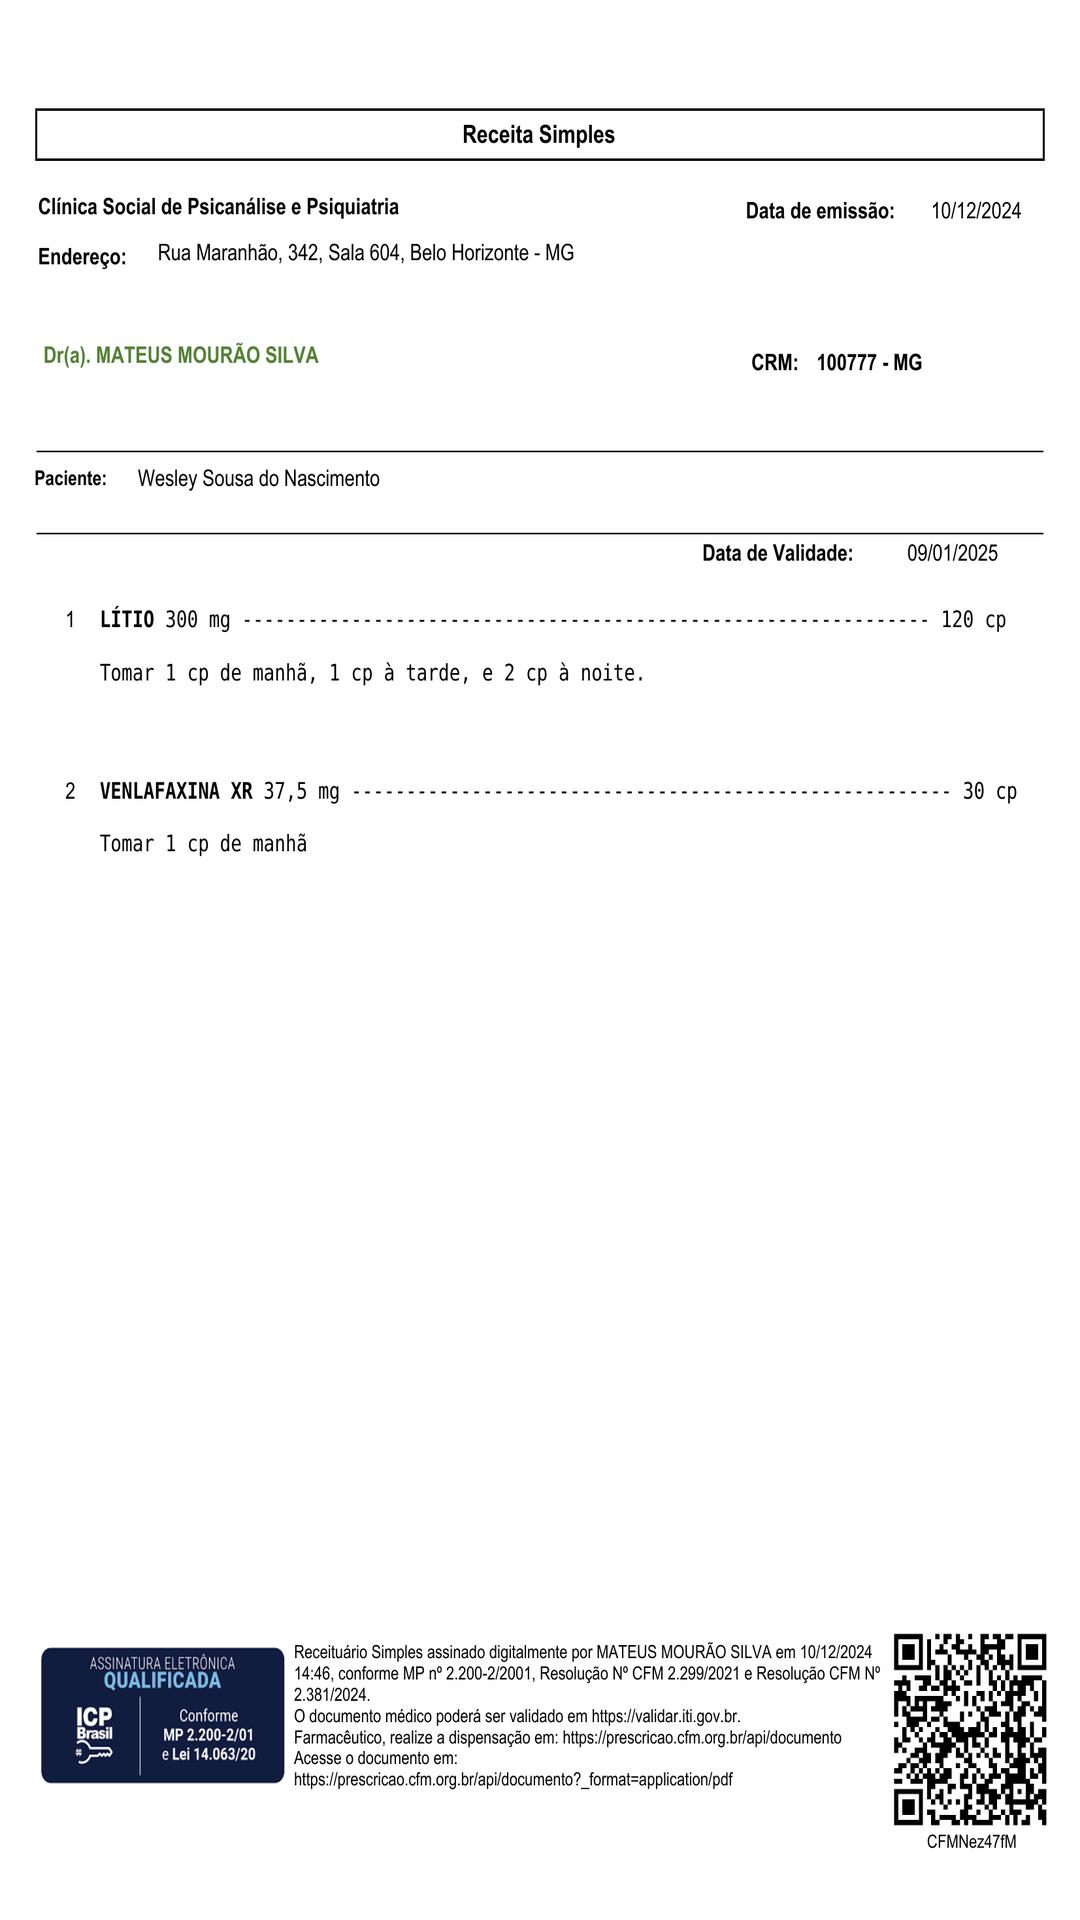 Receita Simples
Clínica Social de Psicanálise e Psiquiatria
Data de emissão: 10/12/2024
Endereço: Rua Maranhão, 342, Sala 604, Belo Horizonte - MG
Dr(a). MATEUS MOURÃO SILVA
CRM: 100777 - MG
Paciente: Wesley Sousa do Nascimento
Data de Validade: 09/01/2025
1 LÍTIO 300 mg --------------------------------------------------------------- 120 cp
Tomar 1 cp de manhã, 1 cp à tarde, e 2 cp à noite.
2 VENLAFAXINA XR 37,5 mg ------------------------------------------------------- 30 cp
Tomar 1 cp de manhã
ASSINATURA ELETRÔNICA
QUALIFICADA
ICP
Brasil
Conforme
MP 2.200-2/01
e Lei 14.063/20
Receituário Simples assinado digitalmente por MATEUS MOURÃO SILVA em 10/12/2024
14:46, conforme MP nº 2.200-2/2001, Resolução Nº CFM 2.299/2021 e Resolução CFM Nº
2.381/2024.
O documento médico poderá ser validado em https://validar.iti.gov.br.
Farmacêutico, realize a dispensação em: https://prescricao.cfm.org.br/api/documento
Acesse o documento em:
https://prescricao.cfm.org.br/api/documento?_format=application/pdf
CFMNez47fM